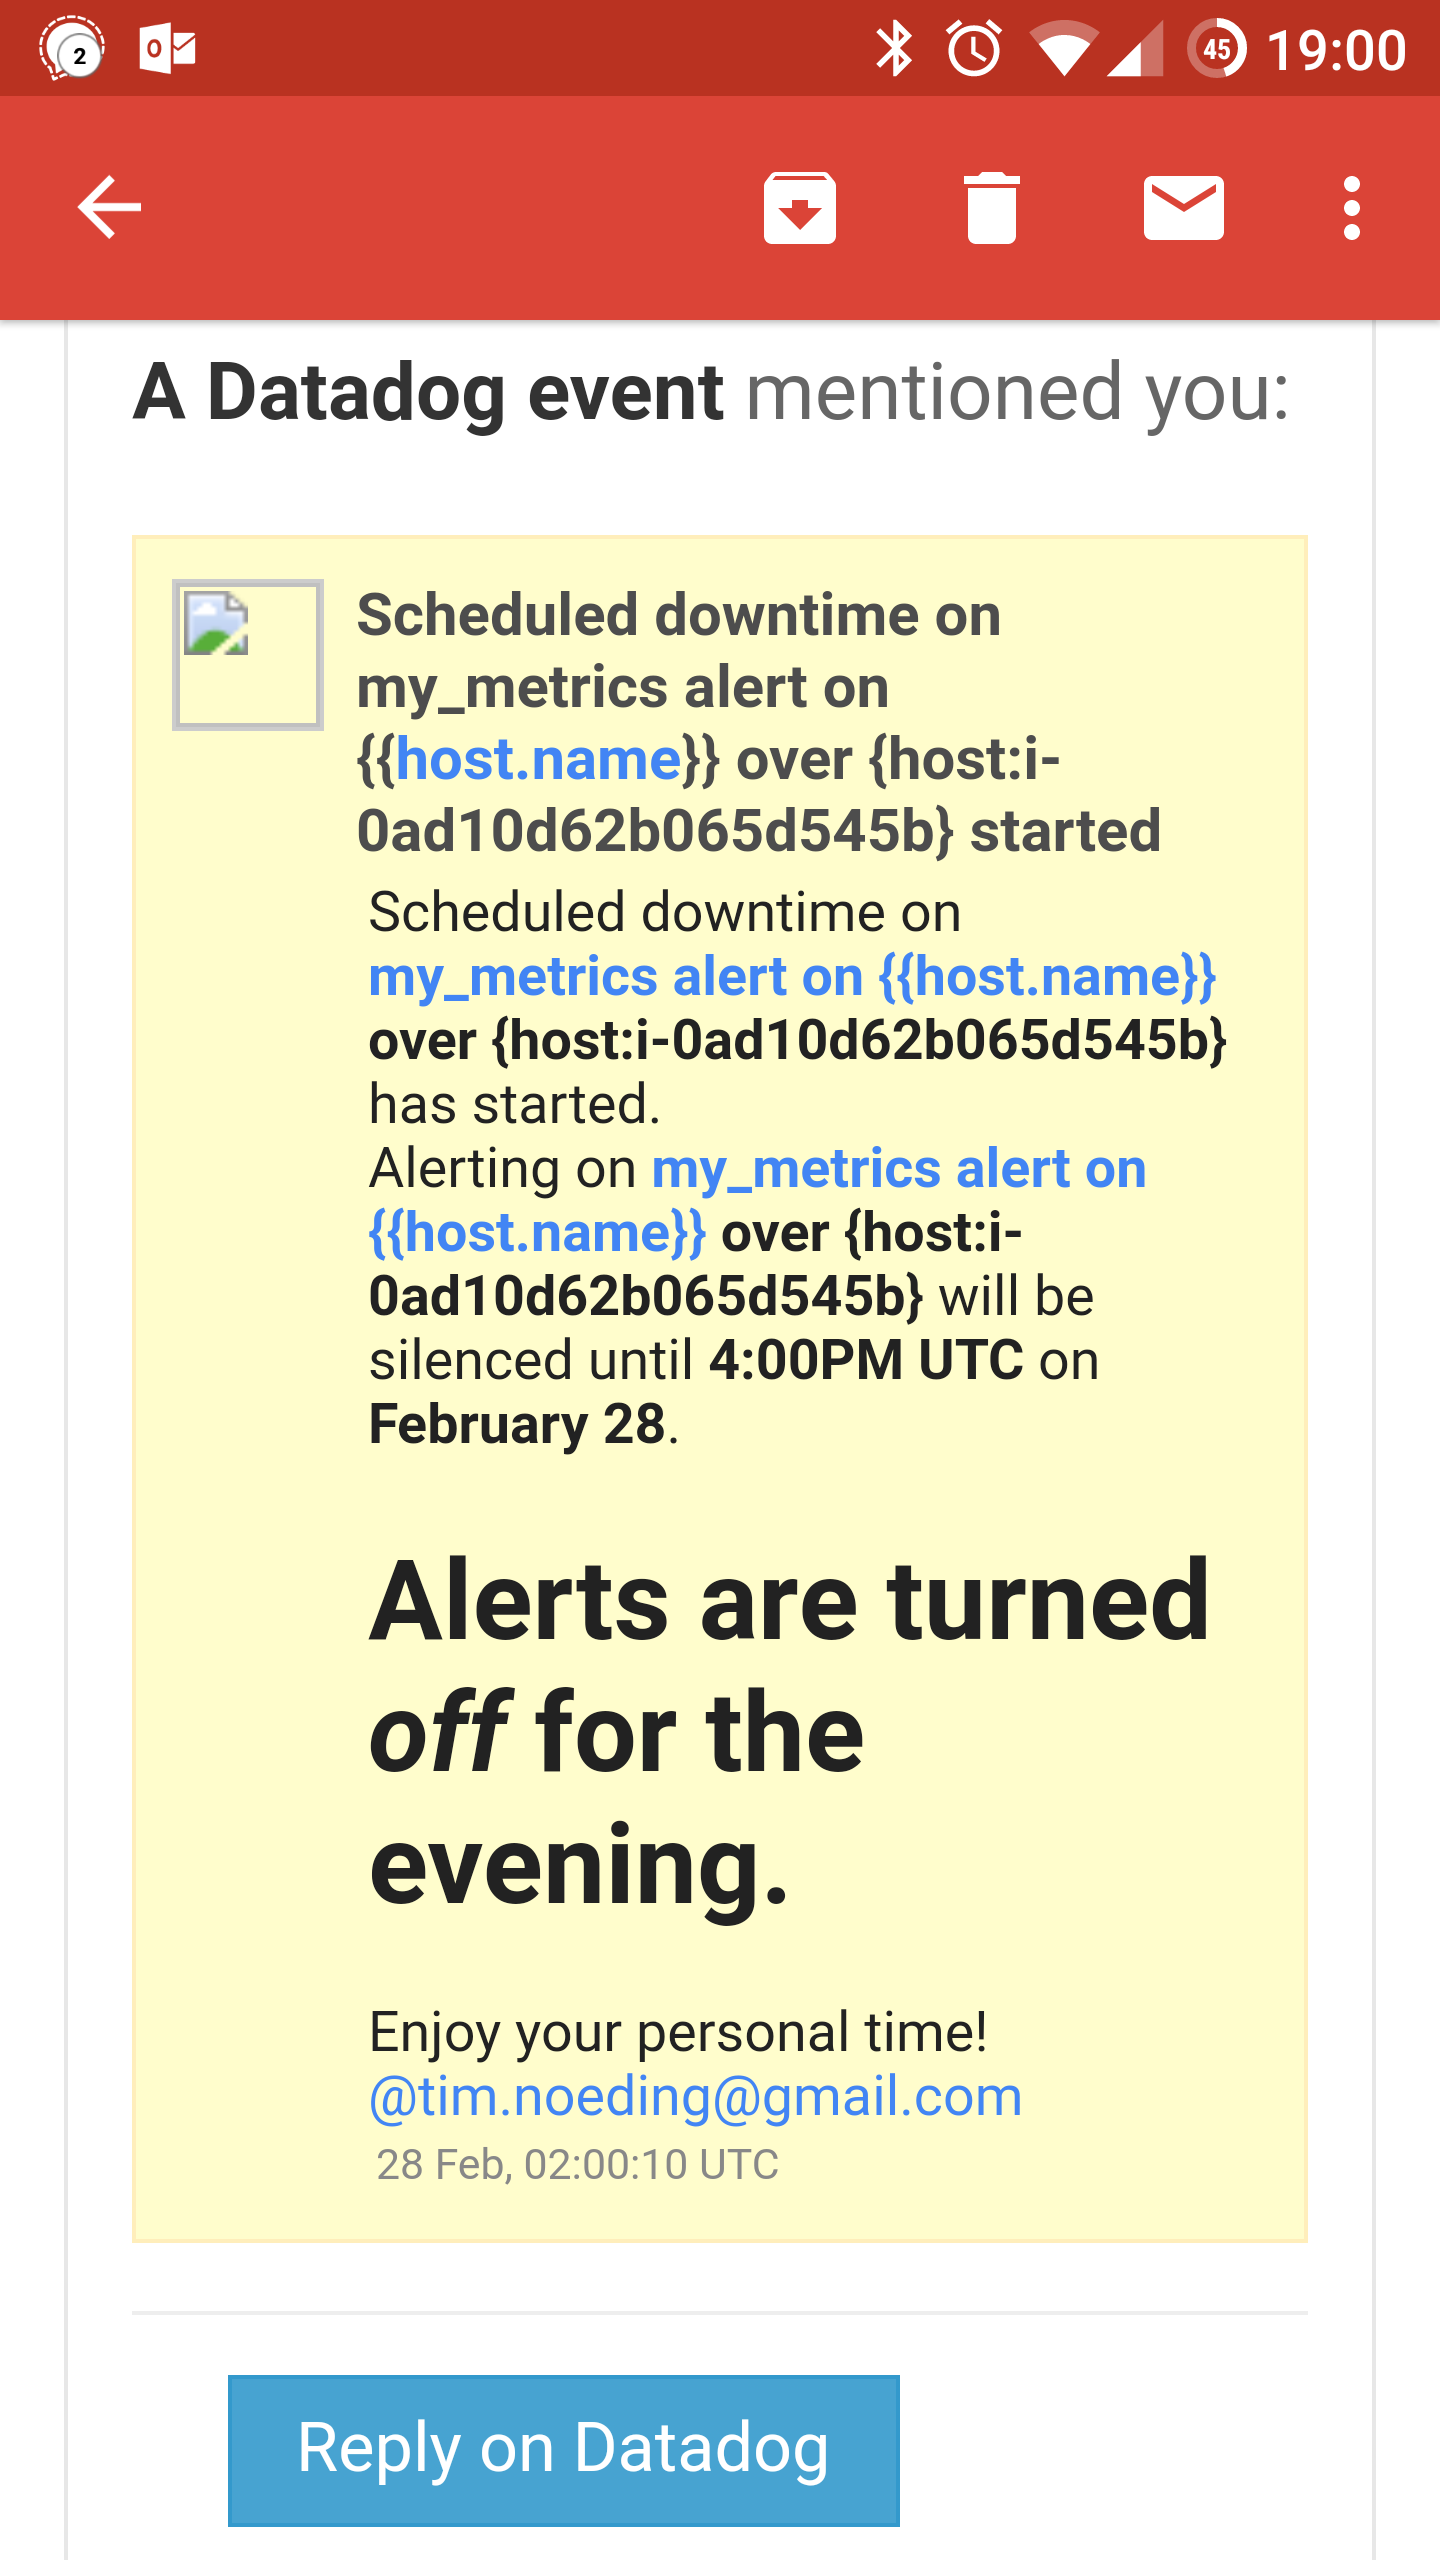 2
45
19:00
A Datadog event mentioned you:
Scheduled downtime on
my_metrics alert on
{{host.name}} over {host:i-
0ad10d62b065d545b} started
Scheduled downtime on
my_metrics alert on {{host.name}}
over {host:i-0ad10d62b065d545b}
has started.
Alerting on my_metrics alert on
{{host.name}} over {host:i-
0ad10d62b065d545b} will be
silenced until 4:00PM UTC on
February 28.
Alerts are turned
off for the
evening.
Enjoy your personal time!
@tim.noeding@gmail.com
28 Feb, 02:00:10 UTC
Reply on Datadog